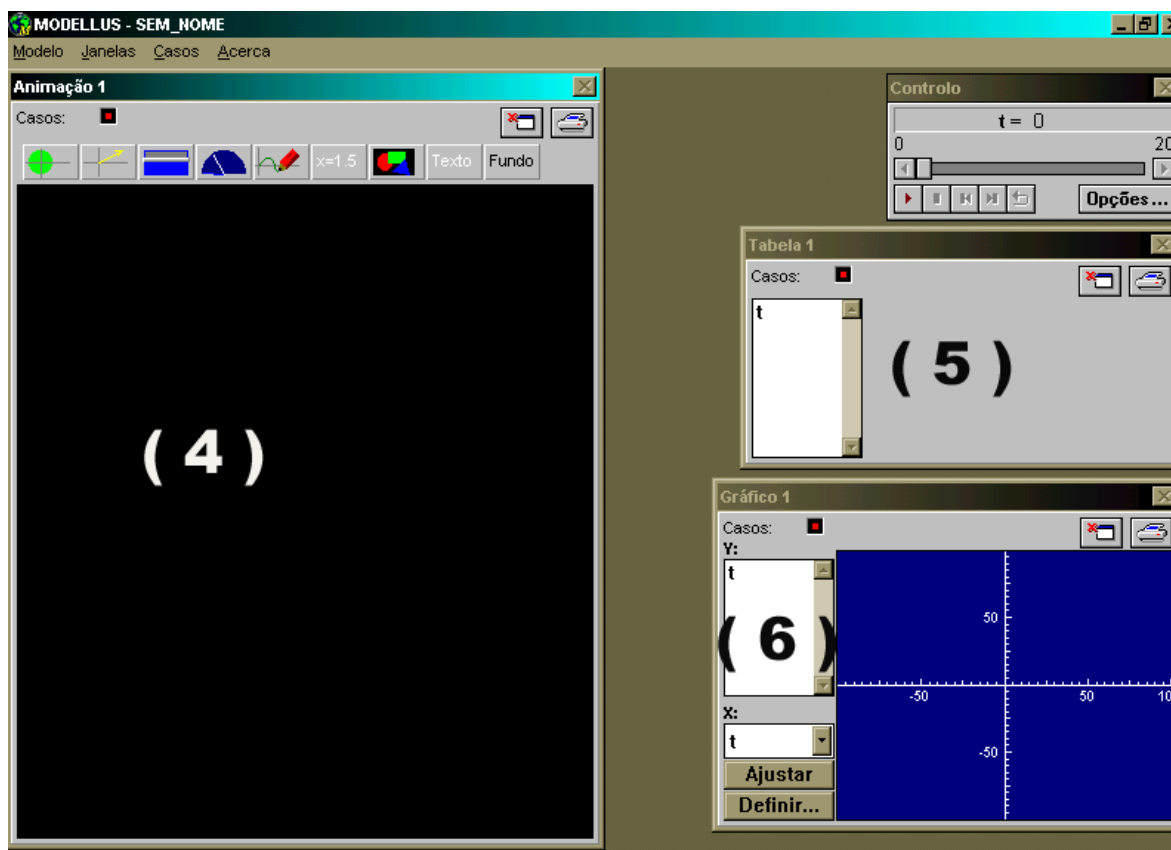 MODELLUS - SEM_NOME
Modelo Janelas Casos Acerca
Animação 1
Casos:
x=1.5 Texto Fundo
( 4 )
Controlo
t = 0
0 20
Opções...
Tabela 1
Casos:
t
( 5 )
Gráfico 1
Casos:
Y:
t
( 6 )
X:
t
Ajustar
Definir...
50
-50 50 10
-50